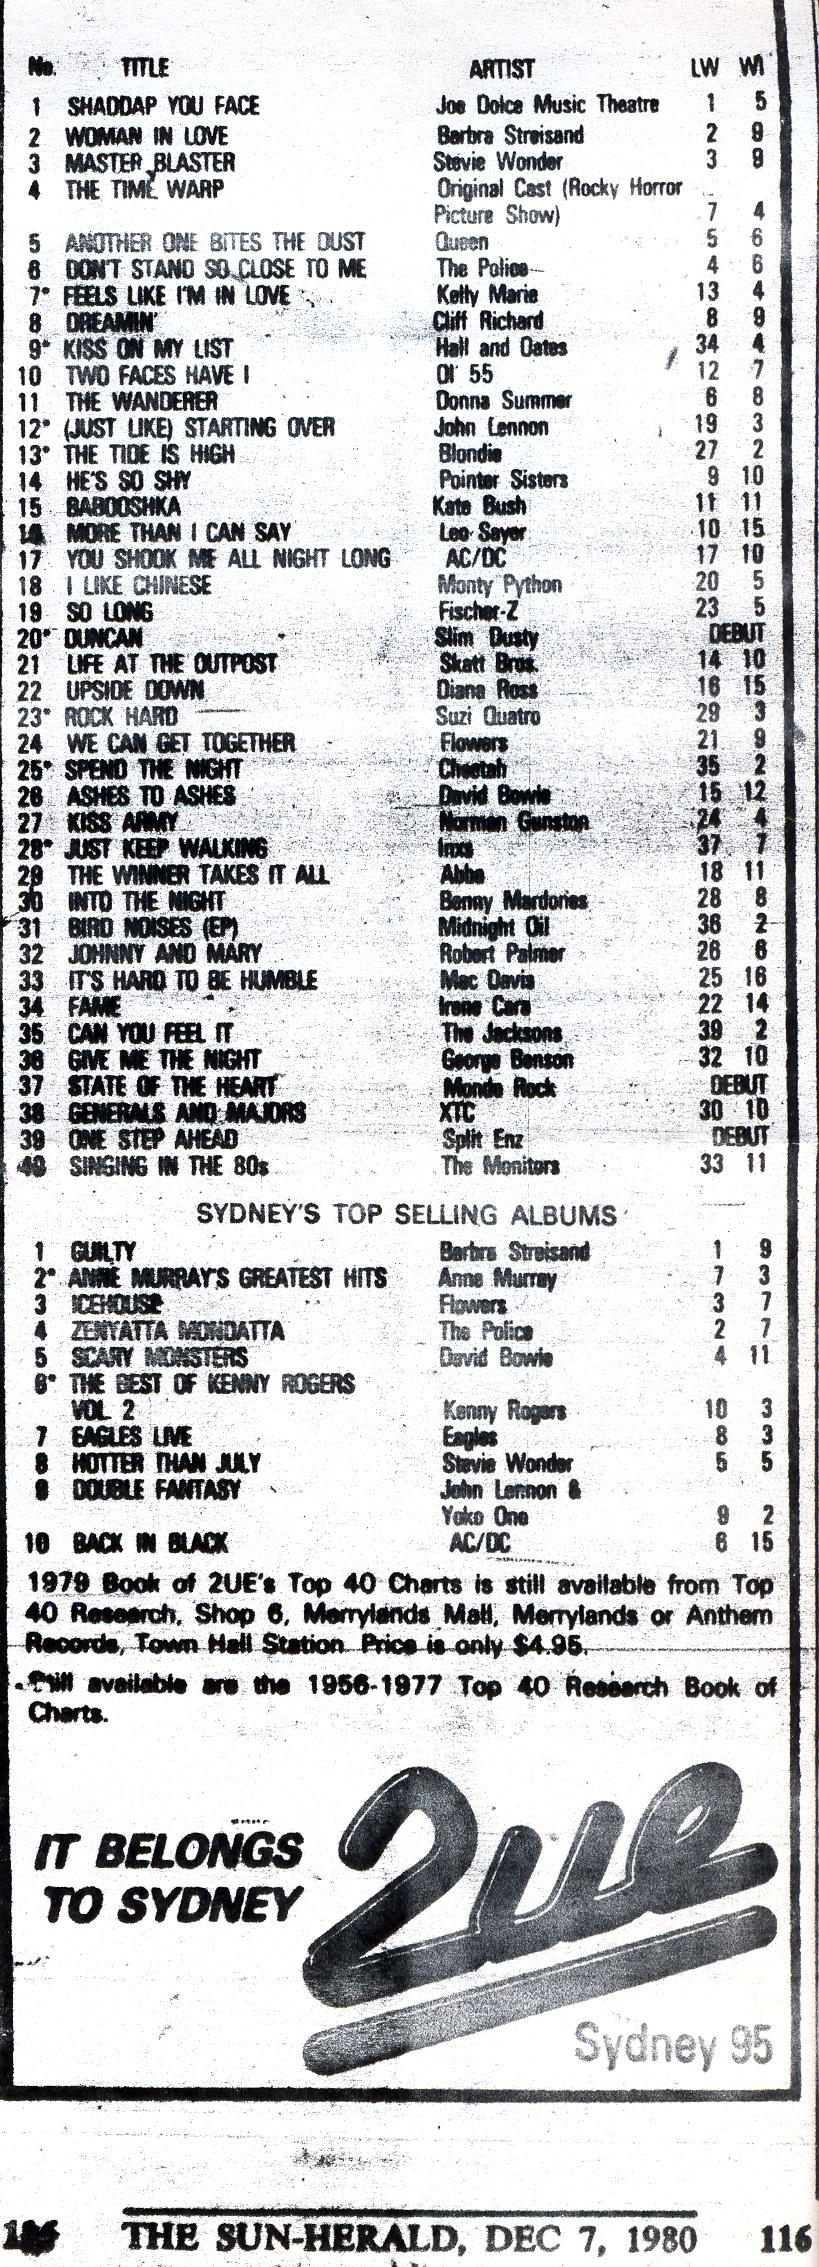 No. TITLE ARTIST LW WI
1 SHADDAP YOU FACE Joe Dolce Music Theatre 1 5
2 WOMAN IN LOVE Barbra Streisand 2 9
3 MASTER BLASTER Stevie Wonder 3 9
4 THE TIME WARP Original Cast (Rocky Horror
Picture Show) 7 4
5 ANOTHER ONE BITES THE DUST Queen 5 6
6 DON'T STAND SO CLOSE TO ME The Police 4 6
7* FEELS LIKE I'M IN LOVE Kelly Marie 13 4
8 DREAMIN' Cliff Richard 8 9
9* KISS ON MY LIST Hall and Oates 34 4
10 TWO FACES HAVE I Ol' 55 12 7
11 THE WANDERER Donna Summer 6 8
12* (JUST LIKE) STARTING OVER John Lennon 19 3
13* THE TIDE IS HIGH Blondie 27 2
14 HE'S SO SHY Pointer Sisters 9 10
15 BABOOSHKA Kate Bush 11 11
16 MORE THAN I CAN SAY Leo Sayer 10 15
17 YOU SHOOK ME ALL NIGHT LONG AC/DC 17 10
18 I LIKE CHINESE Monty Python 20 5
19 SO LONG Fischer-Z 23 5
20* DUNCAN Slim Dusty DEBUT
21 LIFE AT THE OUTPOST Skatt Bros. 14 10
22 UPSIDE DOWN Diana Ross 16 15
23* ROCK HARD Suzi Quatro 29 3
24 WE CAN GET TOGETHER Flowers 21 9
25* SPEND THE NIGHT Cheetah 35 2
26 ASHES TO ASHES David Bowie 15 12
27 KISS ARMY Norman Gunston 24 4
28* JUST KEEP WALKING Inxs 37 7
29 THE WINNER TAKES IT ALL Abba 18 11
30 INTO THE NIGHT Benny Mardones 28 8
31 BIRD NOISES (EP) Midnight Oil 36 2
32 JOHNNY AND MARY Robert Palmer 26 6
33 IT'S HARD TO BE HUMBLE Mac Davis 25 16
34 FAME Irene Cara 22 14
35 CAN YOU FEEL IT The Jacksons 39 2
36 GIVE ME THE NIGHT George Benson 32 10
37 STATE OF THE HEART Mondo Rock DEBUT
38 GENERALS AND MAJORS XTC 30 10
39 ONE STEP AHEAD Split Enz DEBUT
40 SINGING IN THE 80s The Monitors 33 11
SYDNEY'S TOP SELLING ALBUMS
1 GUILTY Barbra Streisand 1 9
2* ANNE MURRAY'S GREATEST HITS Anne Murray 7 3
3 ICEHOUSE Flowers 3 7
4 ZENYATTA MONDATTA The Police 2 7
5 SCARY MONSTERS David Bowie 4 11
6* THE BEST OF KENNY ROGERS
VOL 2 Kenny Rogers 10 3
7 EAGLES LIVE Eagles 8 3
8 HOTTER THAN JULY Stevie Wonder 5 5
9 DOUBLE FANTASY John Lennon &
Yoko Ono 9 2
10 BACK IN BLACK AC/DC 6 15
1979 Book of 2UE's Top 40 Charts is still available from Top
40 Research, Shop 6, Merrylands Mall, Merrylands or Anthem
Records, Town Hall Station. Price is only $4.95.
Still available are the 1956-1977 Top 40 Research Book of
Charts.
IT BELONGS
TO SYDNEY
2ue
Sydney 95
THE SUN-HERALD, DEC 7, 1980 116